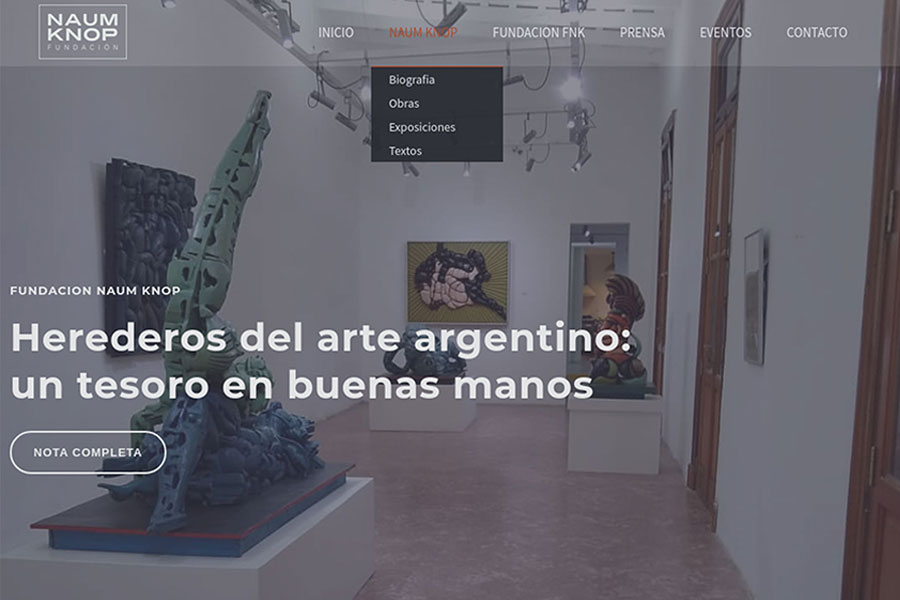 NAUM
KNOP
FUNDACIÓN
INICIO
NAUM KNOP
FUNDACION FNK
PRENSA
EVENTOS
CONTACTO
Biografia
Obras
Exposiciones
Textos
FUNDACION NAUM KNOP
Herederos del arte argentino:
un tesoro en buenas manos
NOTA COMPLETA